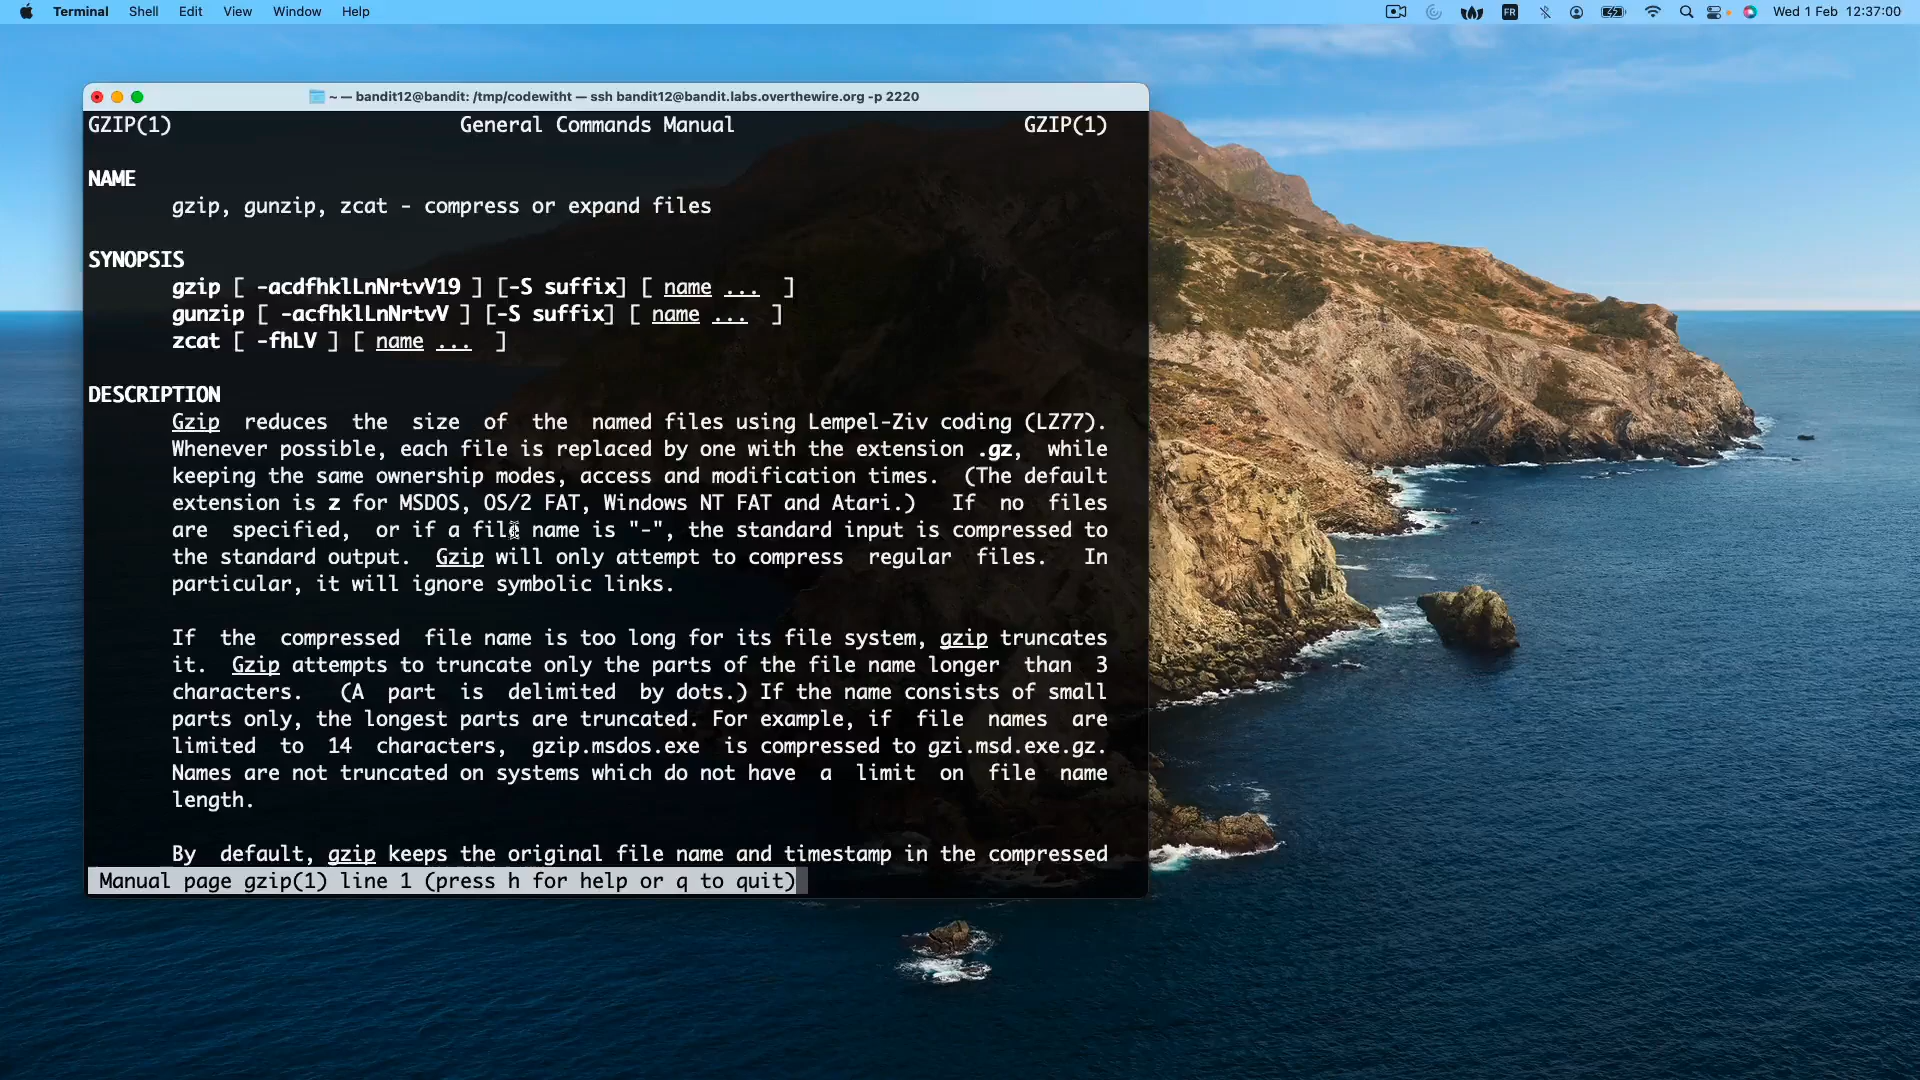 Terminal Shell Edit View Window Help FR Wed 1 Feb 12:37:00
~ — bandit12@bandit: /tmp/codewitht — ssh bandit12@bandit.labs.overthewire.org -p 2220
GZIP(1) General Commands Manual GZIP(1)
NAME
gzip, gunzip, zcat - compress or expand files
SYNOPSIS
gzip [ -acdfhklLnNrtvV19 ] [-S suffix] [ name ... ]
gunzip [ -acfhklLnNrtvV ] [-S suffix] [ name ... ]
zcat [ -fhLV ] [ name ... ]
DESCRIPTION
Gzip reduces the size of the named files using Lempel-Ziv coding (LZ77).
Whenever possible, each file is replaced by one with the extension .gz, while
keeping the same ownership modes, access and modification times. (The default
extension is z for MSDOS, OS/2 FAT, Windows NT FAT and Atari.) If no files
are specified, or if a file name is "-", the standard input is compressed to
the standard output. Gzip will only attempt to compress regular files. In
particular, it will ignore symbolic links.
If the compressed file name is too long for its file system, gzip truncates
it. Gzip attempts to truncate only the parts of the file name longer than 3
characters. (A part is delimited by dots.) If the name consists of small
parts only, the longest parts are truncated. For example, if file names are
limited to 14 characters, gzip.msdos.exe is compressed to gzi.msd.exe.gz.
Names are not truncated on systems which do not have a limit on file name
length.
By default, gzip keeps the original file name and timestamp in the compressed
Manual page gzip(1) line 1 (press h for help or q to quit)